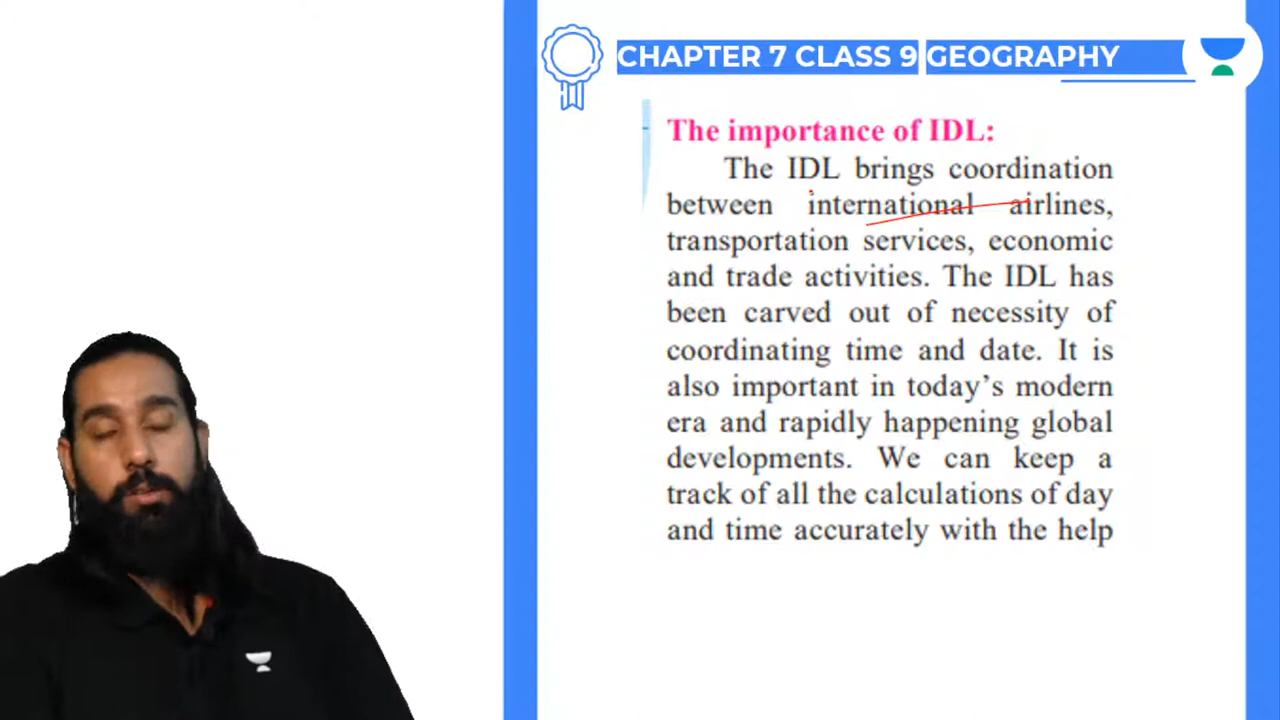 CHAPTER 7 CLASS 9 GEOGRAPHY
The importance of IDL:
The IDL brings coordination
between international airlines,
transportation services, economic
and trade activities. The IDL has
been carved out of necessity of
coordinating time and date. It is
also important in today's modern
era and rapidly happening global
developments. We can keep a
track of all the calculations of day
and time accurately with the help